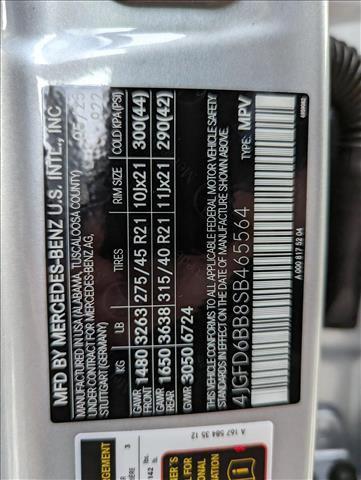 MFD BY MERCEDES-BENZ U.S. INTL., INC.
1488A/MADE IN USA (ALABAMA, TUSCALOOSA COUNTY)
UNDER CONTRACT FOR MERCEDES-BENZ AG,
STUTTGART(GERMANY)
KG LB TIRES RIM SIZE COLD KPA(PSI)
GAWR
FRONT 1480 3263 275/45 R21 10Jx21 300(44)
GAWR
REAR 1650 3638 315/40 R21 11Jx21 290(42)
GVWR 3050 6724
THIS VEHICLE CONFORMS TO ALL APPLICABLE FEDERAL MOTOR VEHICLE SAFETY
STANDARDS IN EFFECT ON THE DATE OF MANUFACTURE SHOWN ABOVE.
4JGFD6BB8SB465564 TYPE: MPV
A 000 817 52 04
A 167 584 35 12